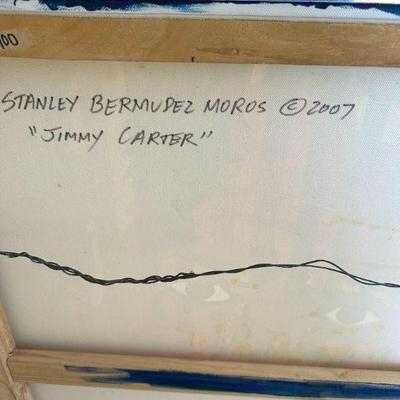 STANLEY BERMUDEZ MOROS © 2007
"JIMMY CARTER"